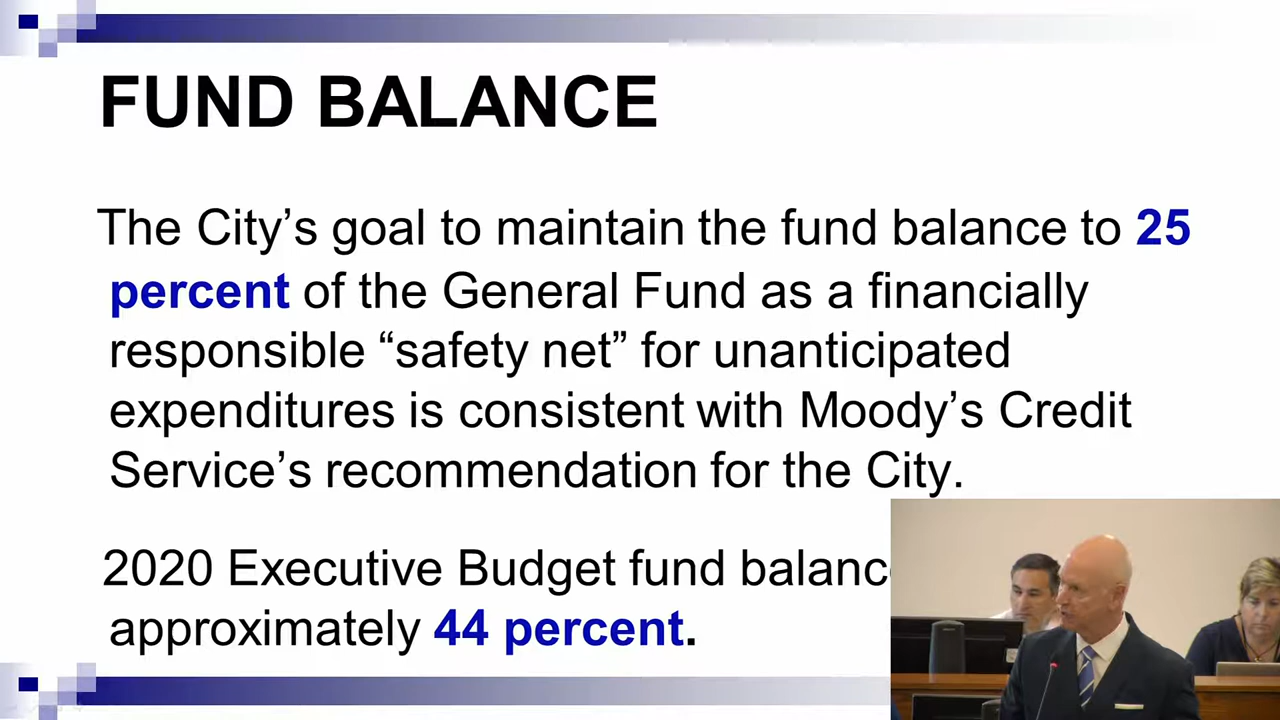 FUND BALANCE
The City’s goal to maintain the fund balance to 25
percent of the General Fund as a financially
responsible “safety net” for unanticipated
expenditures is consistent with Moody’s Credit
Service’s recommendation for the City.
2020 Executive Budget fund
approximately 44 percent.